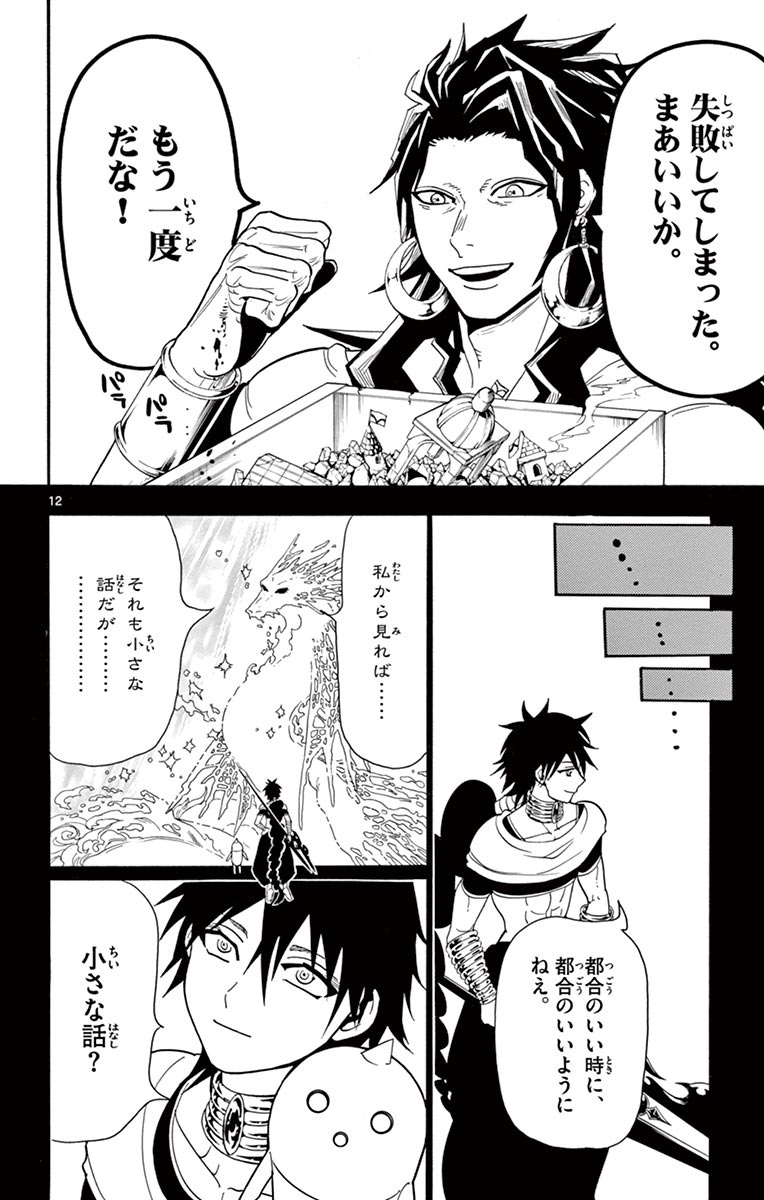 失敗してしまった。
まあいいか。
もう一度
だな！
パラ
パラ
12
…
…
…
…
都合のいい時に、
都合のいいように
ねえ。
私から見れば……
それも小さな
話だが………
…………
小さな話？